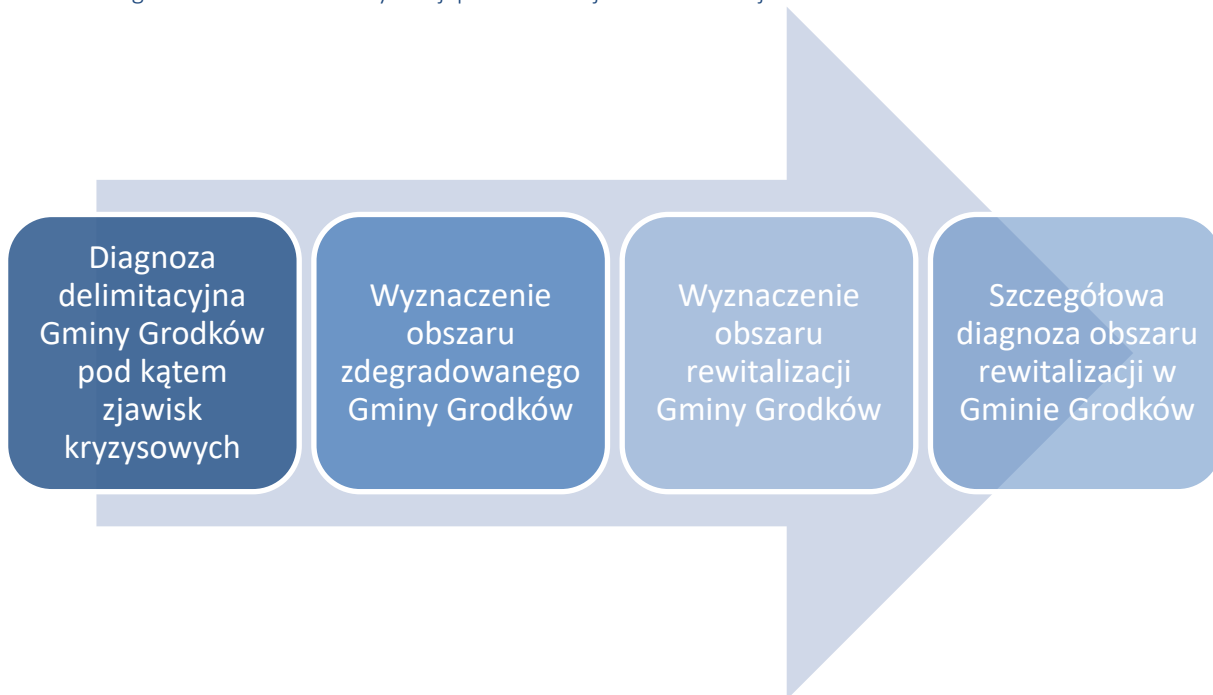 Diagnoza
delimitacyjna
Gminy Grodków
pod kątem
zjawisk
kryzysowych
Wyznaczenie
obszaru
zdegradowanego
Gminy Grodków
Wyznaczenie
obszaru
rewitalizacji
Gminy Grodków
Szczegółowa
diagnoza obszaru
rewitalizacji w
Gminie Grodków